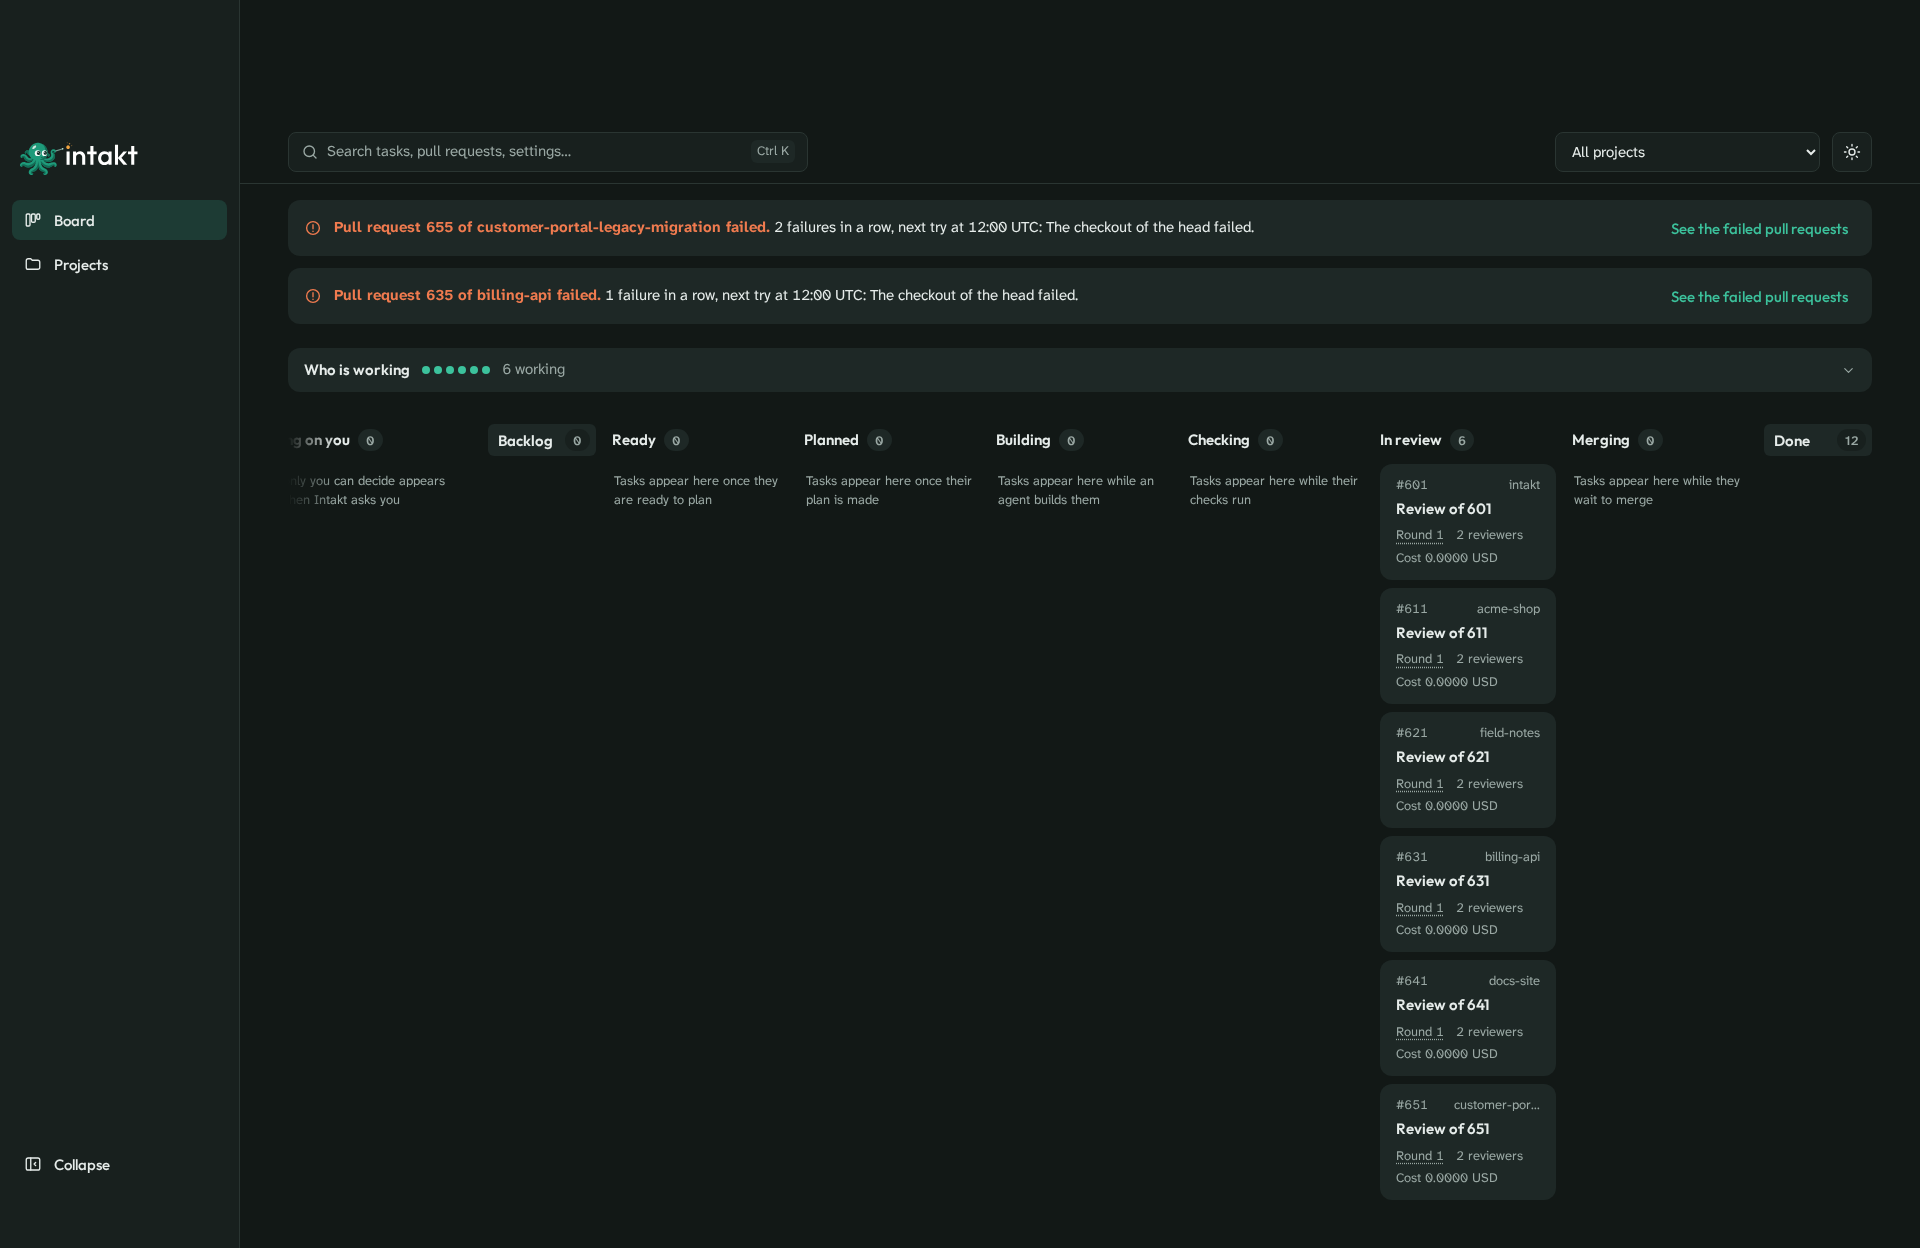 intakt
Search tasks, pull requests, settings...
Ctrl K
All projects
Board
Projects
Pull request 655 of customer-portal-legacy-migration failed. 2 failures in a row, next try at 12:00 UTC: The checkout of the head failed.
See the failed pull requests
Pull request 635 of billing-api failed. 1 failure in a row, next try at 12:00 UTC: The checkout of the head failed.
See the failed pull requests
Who is working
6 working
on you 0
you can decide appears
Intakt asks you
Backlog 0
Ready 0
Tasks appear here once they
are ready to plan
Planned 0
Tasks appear here once their
plan is made
Building 0
Tasks appear here while an
agent builds them
Checking 0
Tasks appear here while their
checks run
In review 6
#601 intakt
Review of 601
Round 1 2 reviewers
Cost 0.0000 USD
#611 acme-shop
Review of 611
Round 1 2 reviewers
Cost 0.0000 USD
#621 field-notes
Review of 621
Round 1 2 reviewers
Cost 0.0000 USD
#631 billing-api
Review of 631
Round 1 2 reviewers
Cost 0.0000 USD
#641 docs-site
Review of 641
Round 1 2 reviewers
Cost 0.0000 USD
#651 customer-por...
Review of 651
Round 1 2 reviewers
Cost 0.0000 USD
Merging 0
Tasks appear here while they
wait to merge
Done 12
Collapse